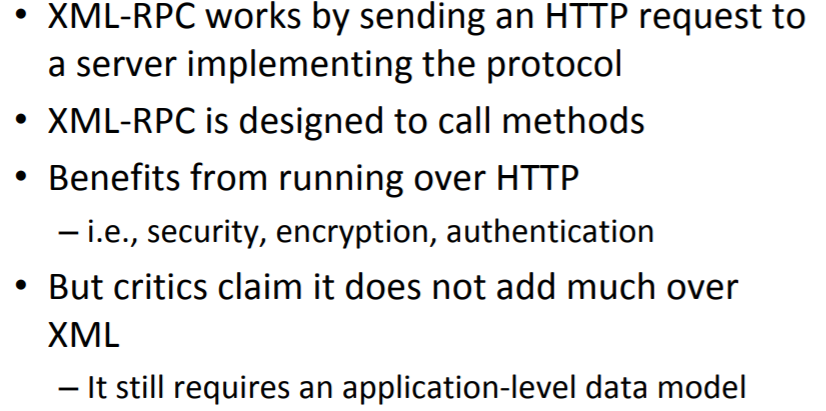 • XML-RPC works by sending an HTTP request to
a server implementing the protocol
• XML-RPC is designed to call methods
• Benefits from running over HTTP
– i.e., security, encryption, authentication
• But critics claim it does not add much over
XML
– It still requires an application-level data model